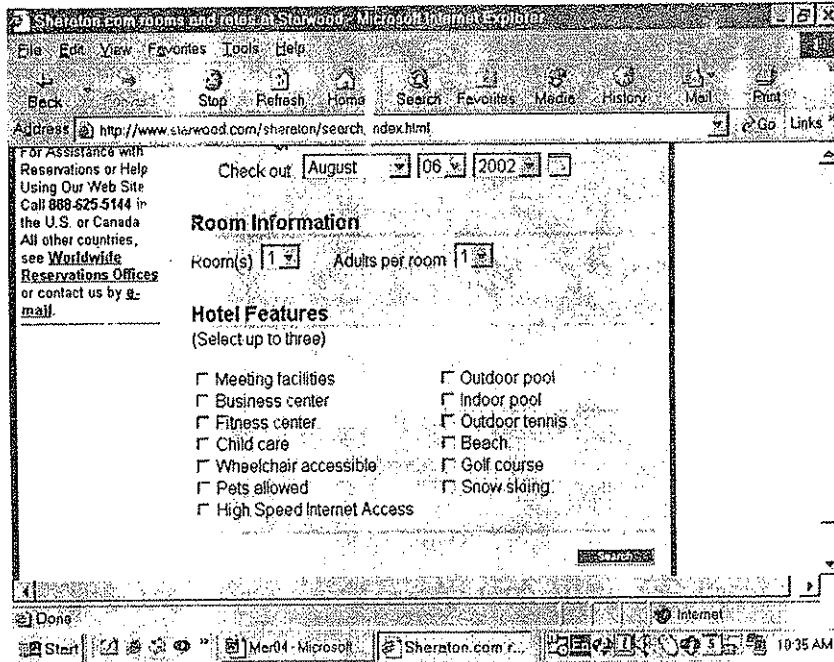 Sheraton.com rooms and rates at Starwood - Microsoft Internet Explorer
File Edit View Favorites Tools Help
Back Forward Stop Refresh Home Search Favorites Media History Mail Print
Address http://www.starwood.com/sheraton/search_index.html Go Links »
For Assistance with
Reservations or Help
Using Our Web Site
Call 888-625-5144 in
the U.S. or Canada
All other countries,
see Worldwide
Reservations Offices
or contact us by e-
mail.
Check out August 06 2002
Room Information
Room(s) 1 Adults per room 1
Hotel Features
(Select up to three)
Meeting facilities Outdoor pool
Business center Indoor pool
Fitness center Outdoor tennis
Child care Beach
Wheelchair accessible Golf course
Pets allowed Snow skiing
High Speed Internet Access
Search
Done Internet
Start » Mer04 - Microsoft... Sheraton.com r... 10:35 AM